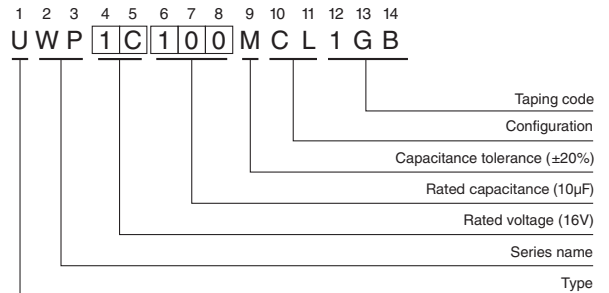 1 2 3 4 5 6 7 8 9 10 11 12 13 14
U W P 1 C 1 0 0 M C L 1 G B
Taping code
Configuration
Capacitance tolerance (±20%)
Rated capacitance (10µF)
Rated voltage (16V)
Series name
Type